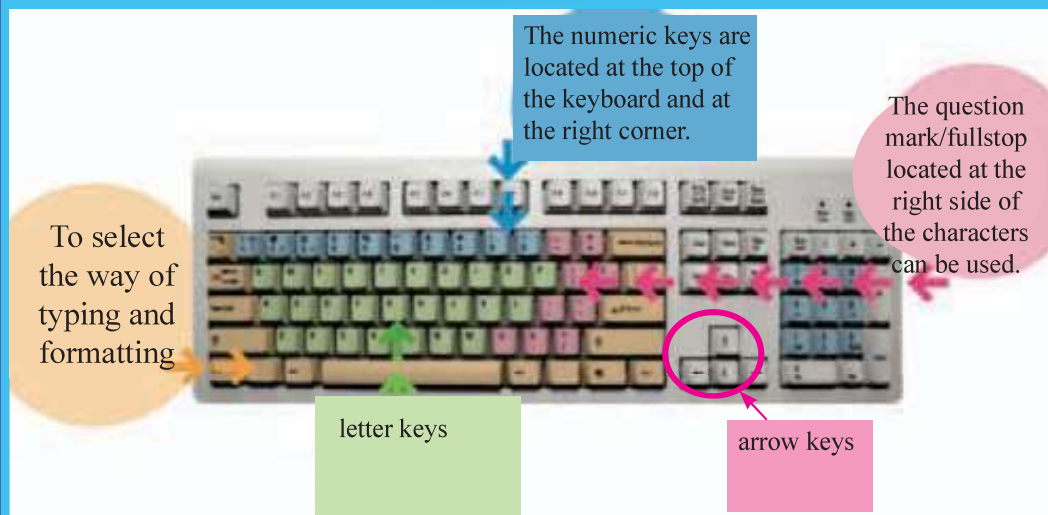 The numeric keys are
located at the top of
the keyboard and at
the right corner.
The question
mark/fullstop
located at the
right side of
the characters
can be used.
To select
the way of
typing and
formatting
letter keys
arrow keys